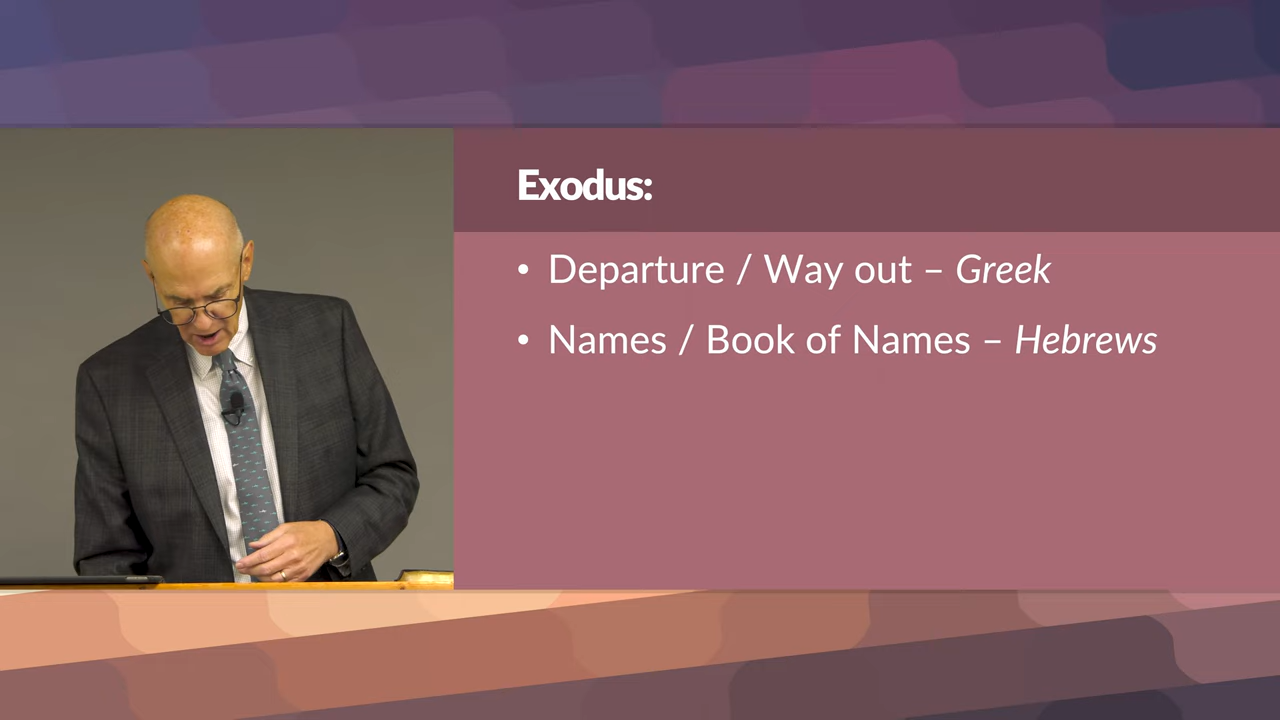 Exodus:
• Departure / Way out – Greek
• Names / Book of Names – Hebrews